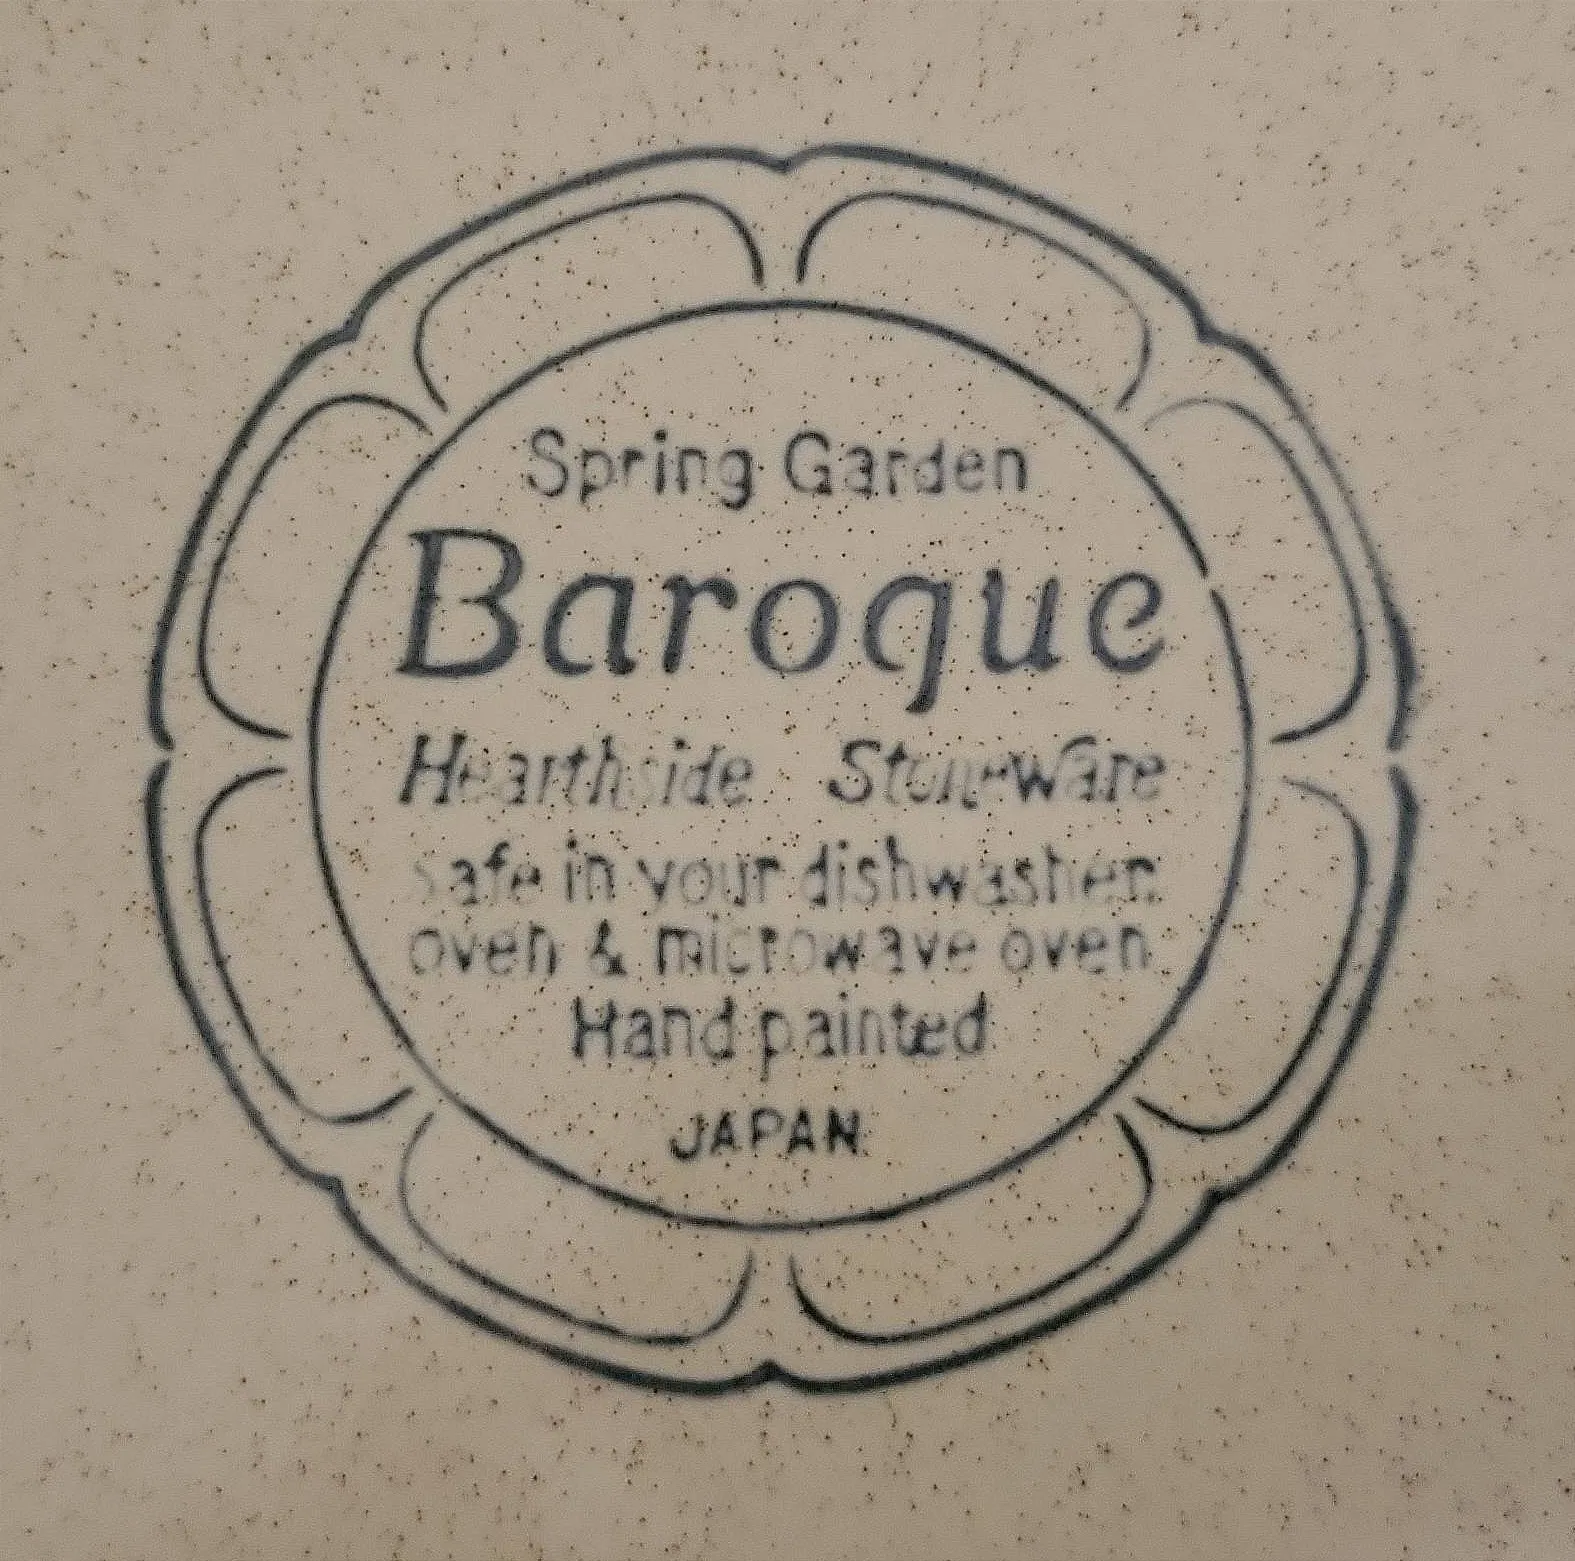 Spring Garden
Baroque
Hearthside Stoneware
Safe in your dishwasher.
oven & microwave oven
Hand painted
JAPAN